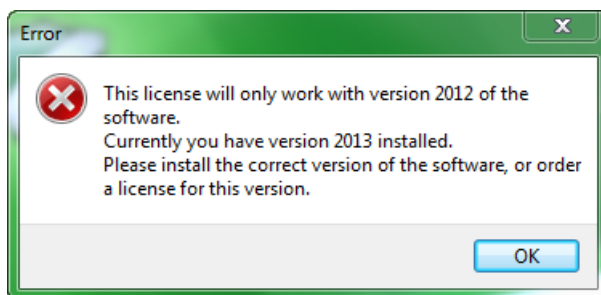 Error
This license will only work with version 2012 of the
software.
Currently you have version 2013 installed.
Please install the correct version of the software, or order
a license for this version.
OK